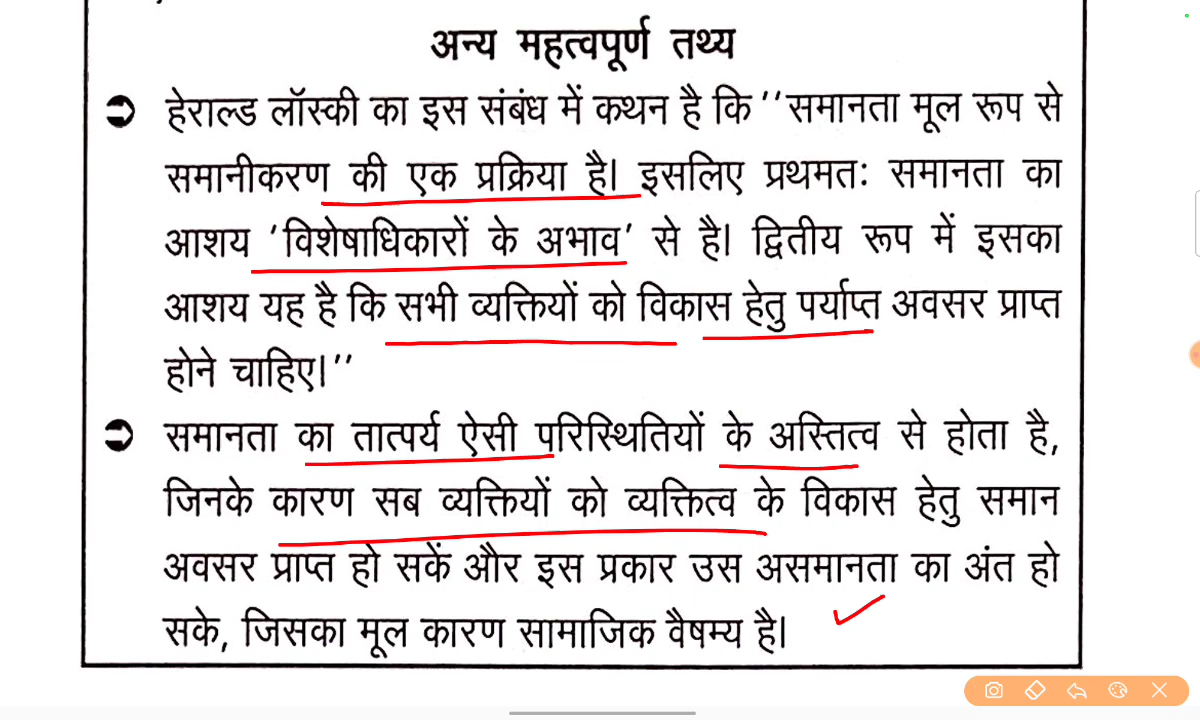 अन्य महत्वपूर्ण तथ्य
हेराल्ड लॉस्की का इस संबंध में कथन है कि ''समानता मूल रूप से
समानीकरण की एक प्रक्रिया है। इसलिए प्रथमतः समानता का
आशय 'विशेषाधिकारों के अभाव' से है। द्वितीय रूप में इसका
आशय यह है कि सभी व्यक्तियों को विकास हेतु पर्याप्त अवसर प्राप्त
होने चाहिए।''
समानता का तात्पर्य ऐसी परिस्थितियों के अस्तित्व से होता है,
जिनके कारण सब व्यक्तियों को व्यक्तित्व के विकास हेतु समान
अवसर प्राप्त हो सकें और इस प्रकार उस असमानता का अंत हो
सके, जिसका मूल कारण सामाजिक वैषम्य है।